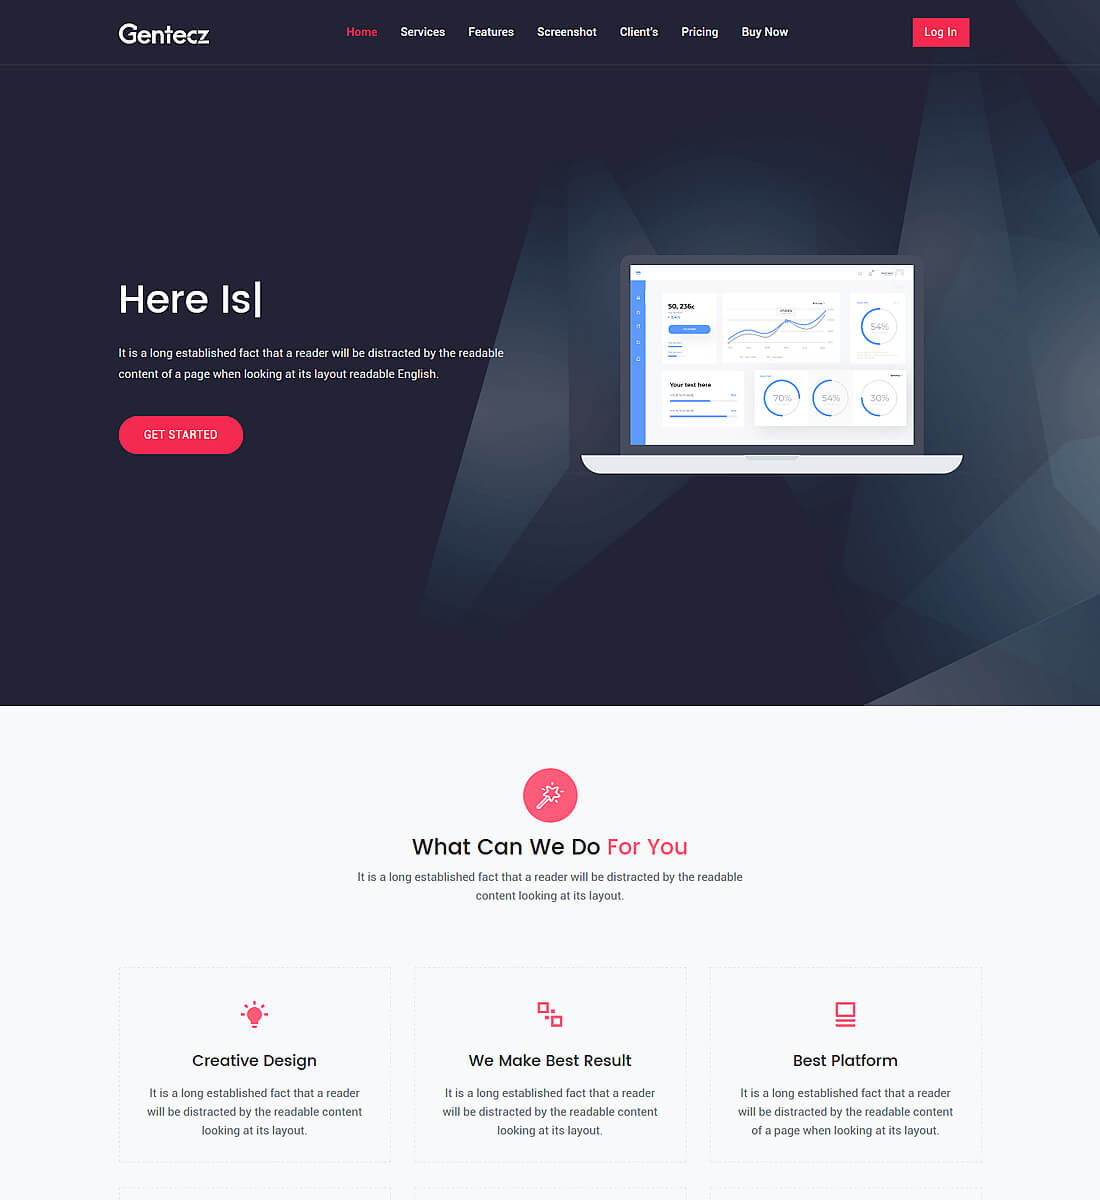 Gentecz
Home Services Features Screenshot Client's Pricing Buy Now
Log In
Here Is|
It is a long established fact that a reader will be distracted by the readable
content of a page when looking at its layout readable English.
GET STARTED
50, 236
54%
Your text here
70%
54%
30%
What Can We Do For You
It is a long established fact that a reader will be distracted by the readable
content looking at its layout.
Creative Design
It is a long established fact that a reader
will be distracted by the readable content
looking at its layout.
We Make Best Result
It is a long established fact that a reader
will be distracted by the readable content
looking at its layout.
Best Platform
It is a long established fact that a reader
will be distracted by the readable content
of a page when looking at its layout.